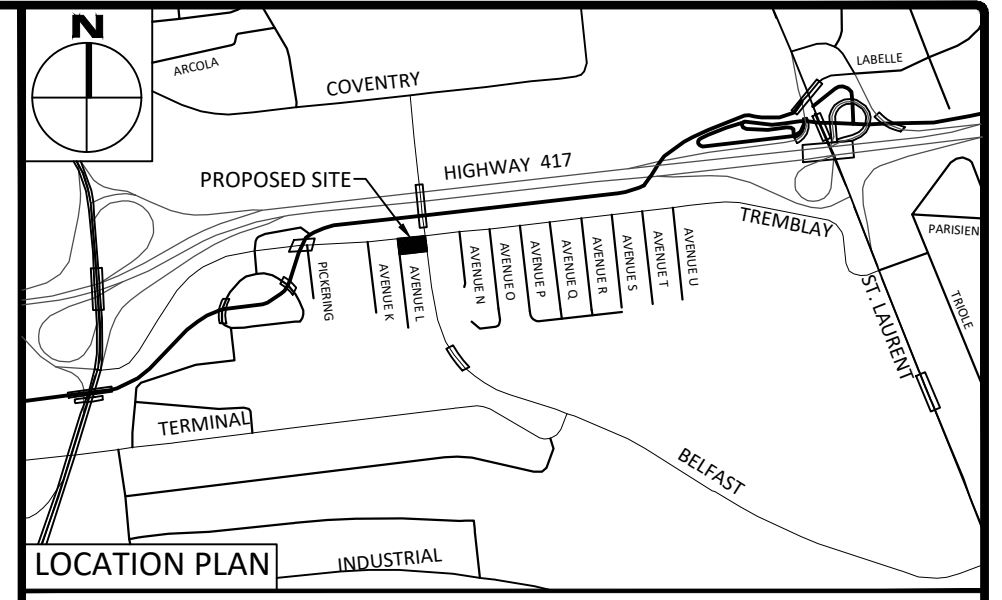 N
ARCOLA
COVENTRY
LABELLE
HIGHWAY 417
PROPOSED SITE
TREMBLAY
PARISIEN
PICKERING
AVENUE K
AVENUE L
AVENUE N
AVENUE O
AVENUE P
AVENUE Q
AVENUE R
AVENUE S
AVENUE T
AVENUE U
ST. LAURENT
TRIOLE
TERMINAL
BELFAST
LOCATION PLAN
INDUSTRIAL